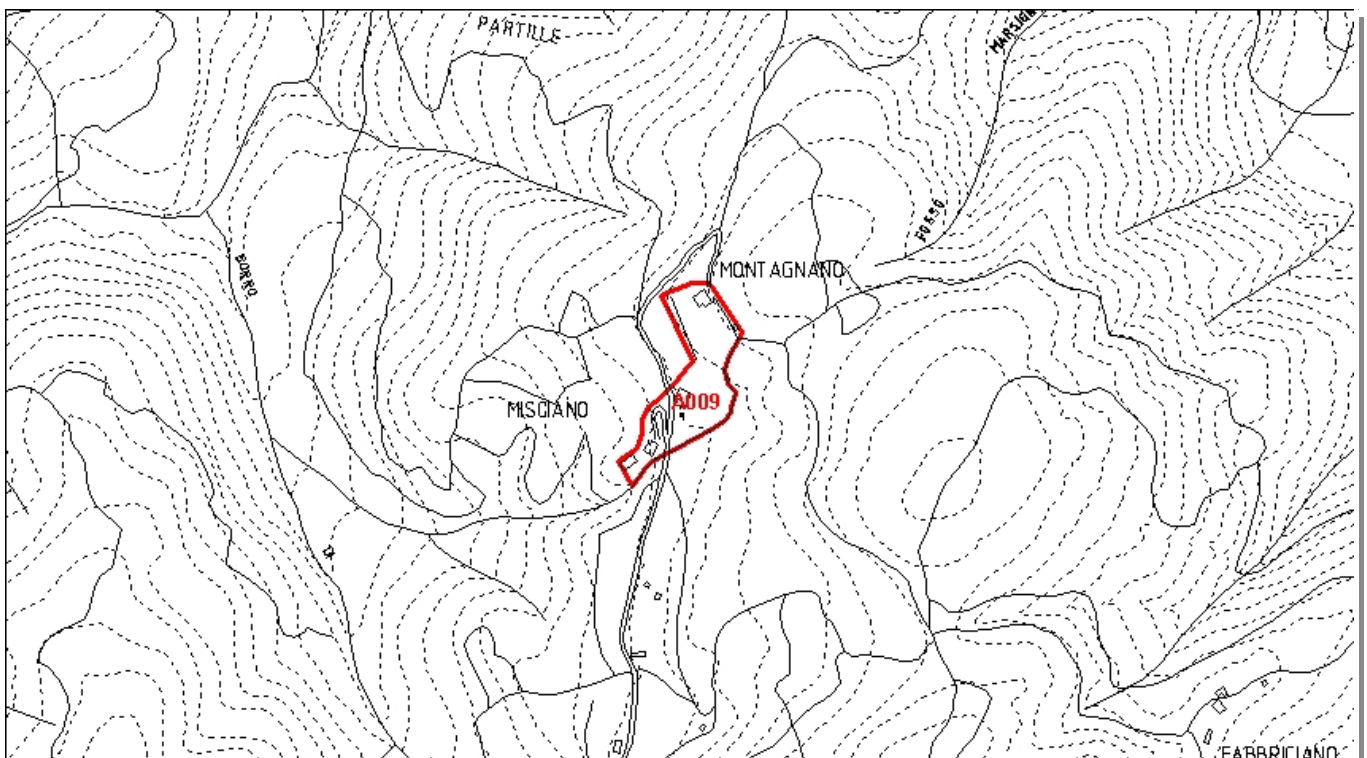 PARTILLE
MARSIGN
FOSSO
BORRO
MONTAGNANO
MISCIANO
A009
FABBRICIANO